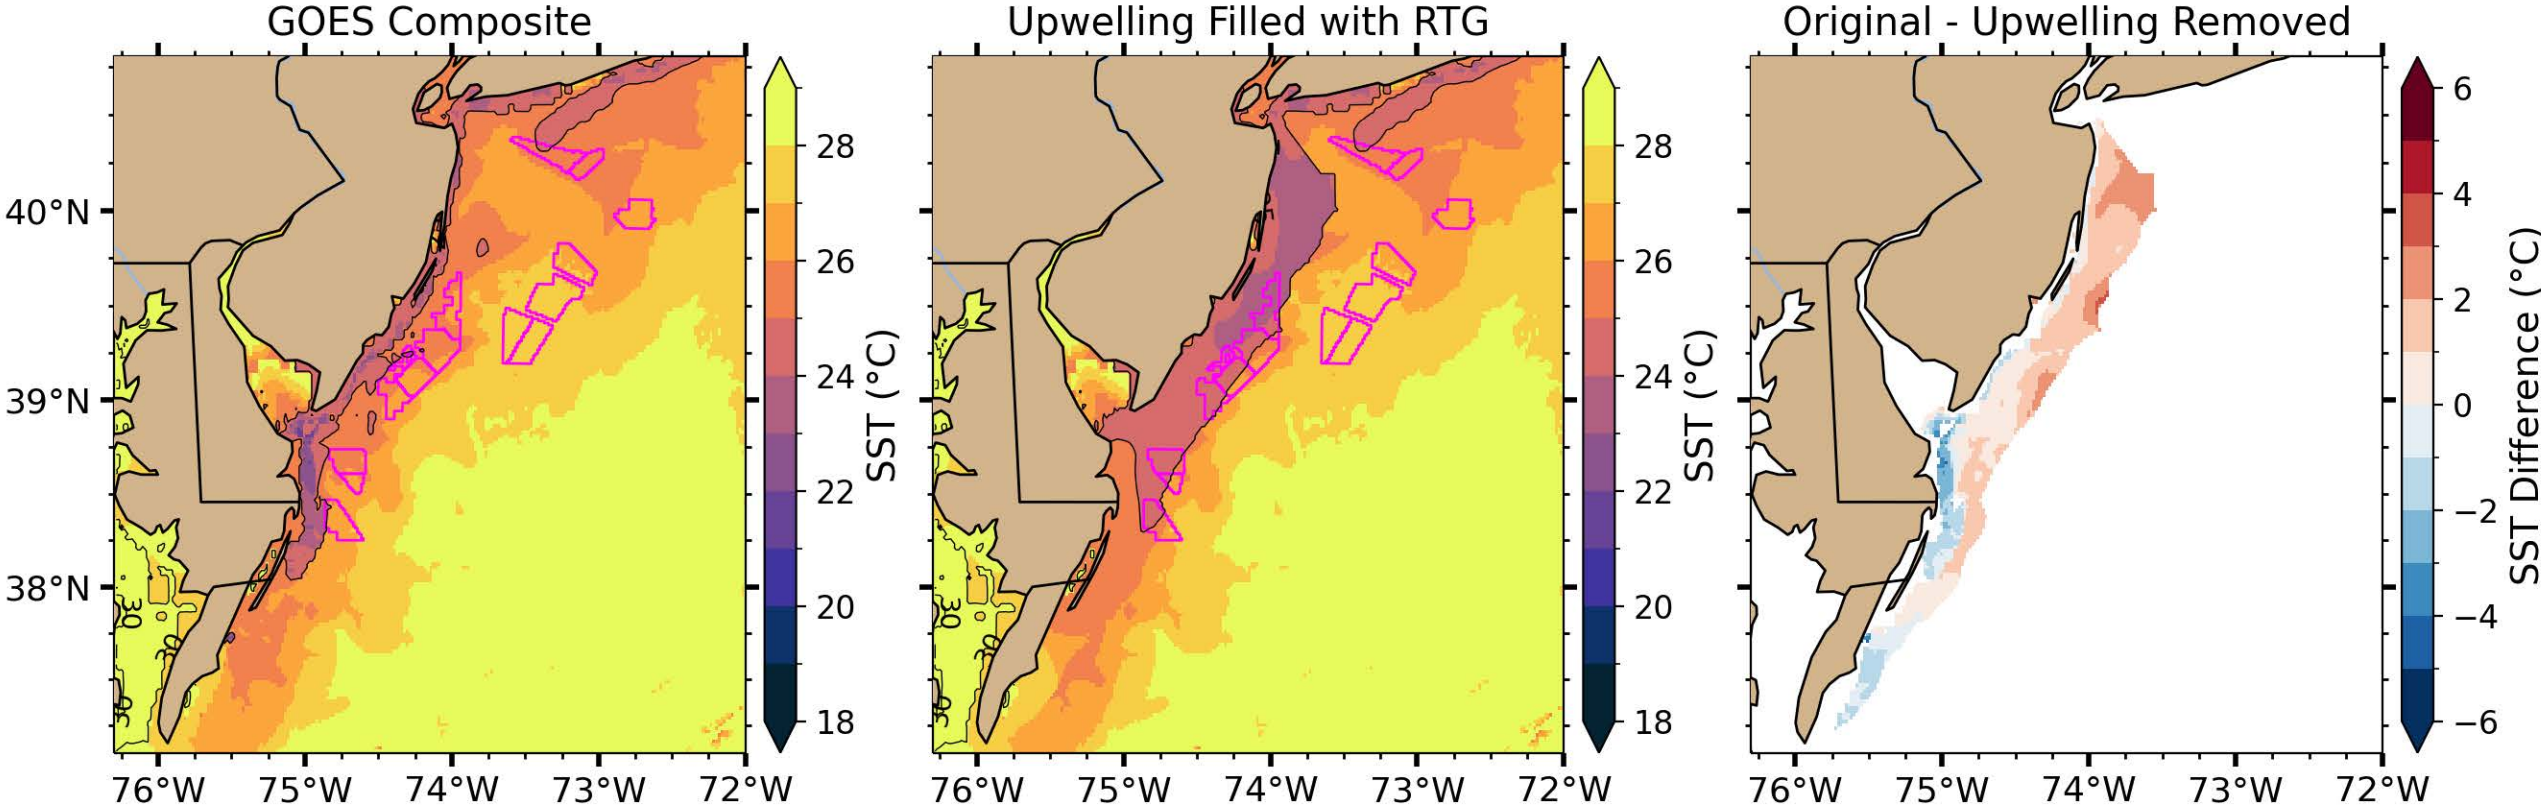 GOES Composite
Upwelling Filled with RTG
Original - Upwelling Removed
40°N
39°N
38°N
30
30
30
76°W 75°W 74°W 73°W 72°W
28
26
24
22
20
18
SST (°C)
30
30
30
76°W 75°W 74°W 73°W 72°W
28
26
24
22
20
18
SST (°C)
76°W 75°W 74°W 73°W 72°W
6
4
2
0
−2
−4
−6
SST Difference (°C)